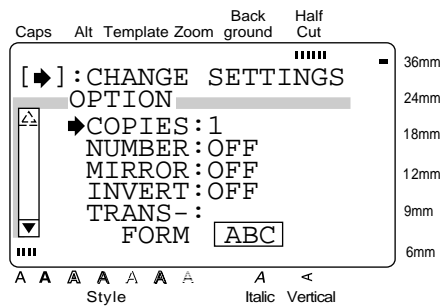 Back Half
Caps Alt Template Zoom ground Cut
36mm
[➡]:CHANGE SETTINGS
OPTION
24mm
➡COPIES:1
18mm
NUMBER:OFF
MIRROR:OFF
12mm
INVERT:OFF
TRANS-:
9mm
FORM ABC
6mm
A A A A A A A A A
Style Italic Vertical